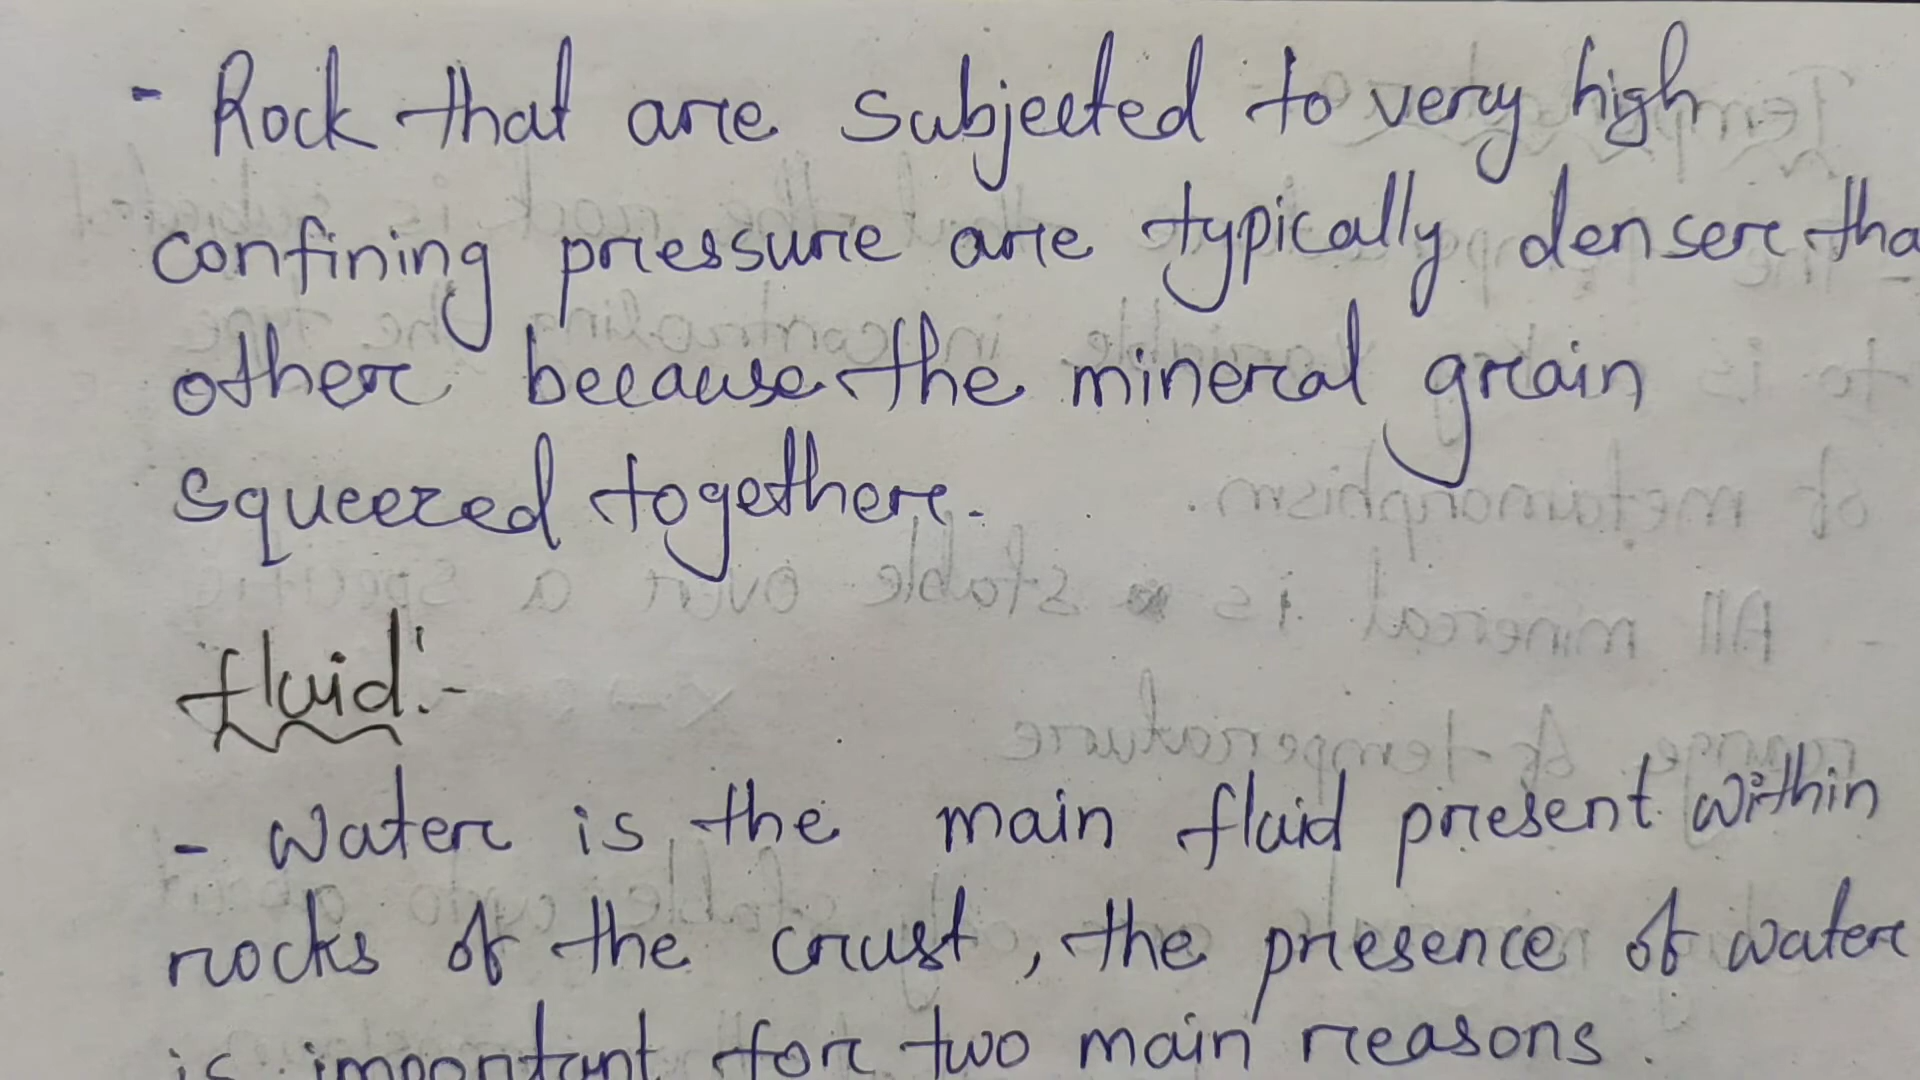 - Rock that are subjected to very high
confining pressure are typically denser tha
other because the mineral grain
squeezed together.
fluid:-
- Water is the main fluid present within
rocks of the crust, the presence of water
is important for two main reasons.